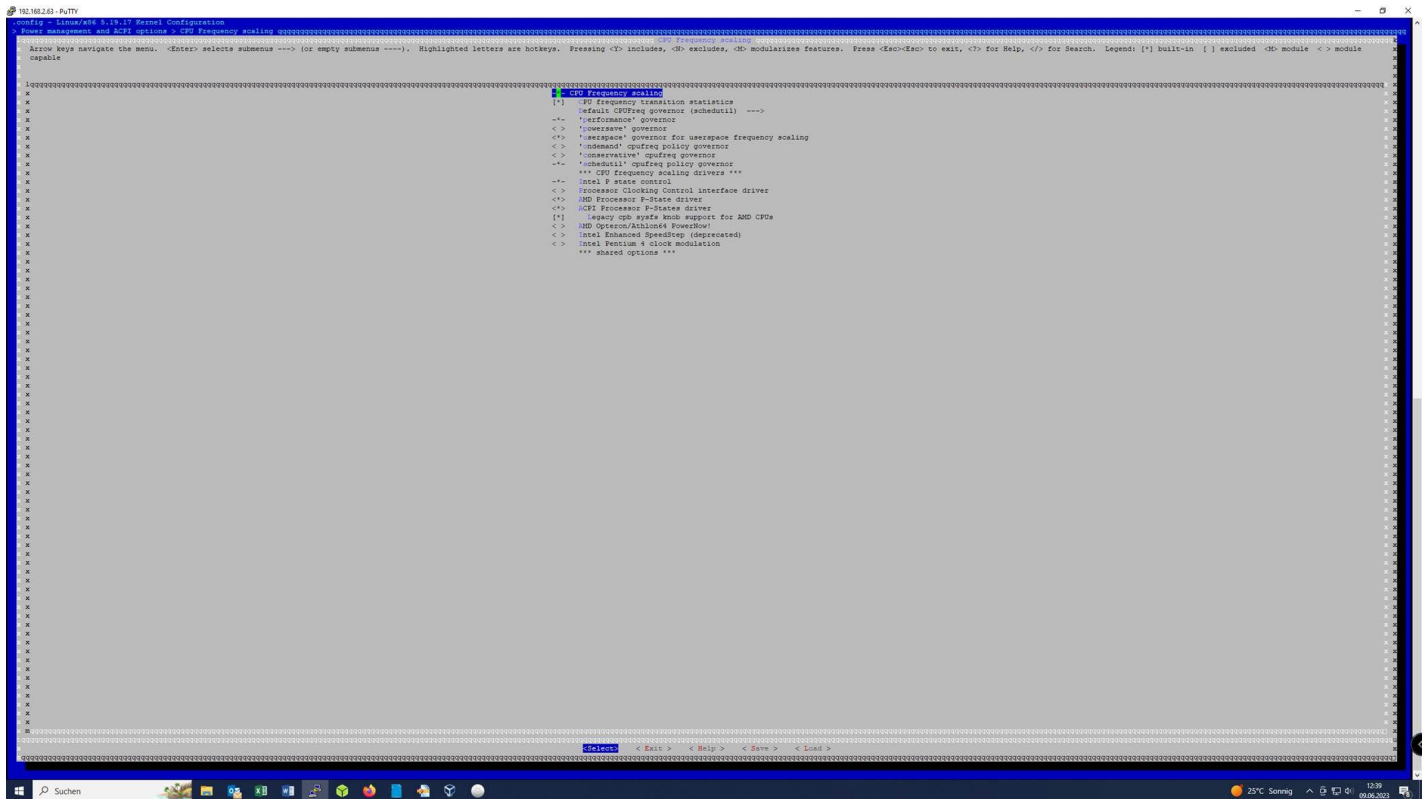 192.168.2.63 - PuTTY
.config - Linux/x86 5.19.17 Kernel Configuration
> Power management and ACPI options > CPU Frequency scaling
CPU Frequency scaling
Arrow keys navigate the menu. <Enter> selects submenus ---> (or empty submenus ----). Highlighted letters are hotkeys. Pressing <Y> includes, <N> excludes, <M> modularizes features. Press <Esc><Esc> to exit, <?> for Help, </> for Search. Legend: [*] built-in [ ] excluded <M> module < > module
capable
-*- CPU Frequency scaling
[*] CPU frequency transition statistics
Default CPUFreq governor (schedutil) --->
-*- 'performance' governor
< > 'powersave' governor
<*> 'userspace' governor for userspace frequency scaling
< > 'ondemand' cpufreq policy governor
< > 'conservative' cpufreq governor
-*- 'schedutil' cpufreq policy governor
*** CPU frequency scaling drivers ***
-*- Intel P state control
< > Processor Clocking Control interface driver
<*> AMD Processor P-State driver
<*> ACPI Processor P-States driver
[*] Legacy cpb sysfs knob support for AMD CPUs
< > AMD Opteron/Athlon64 PowerNow!
< > Intel Enhanced SpeedStep (deprecated)
< > Intel Pentium 4 clock modulation
*** shared options ***
<Select> < Exit > < Help > < Save > < Load >
Suchen
25°C Sonnig
12:39
09.06.2023